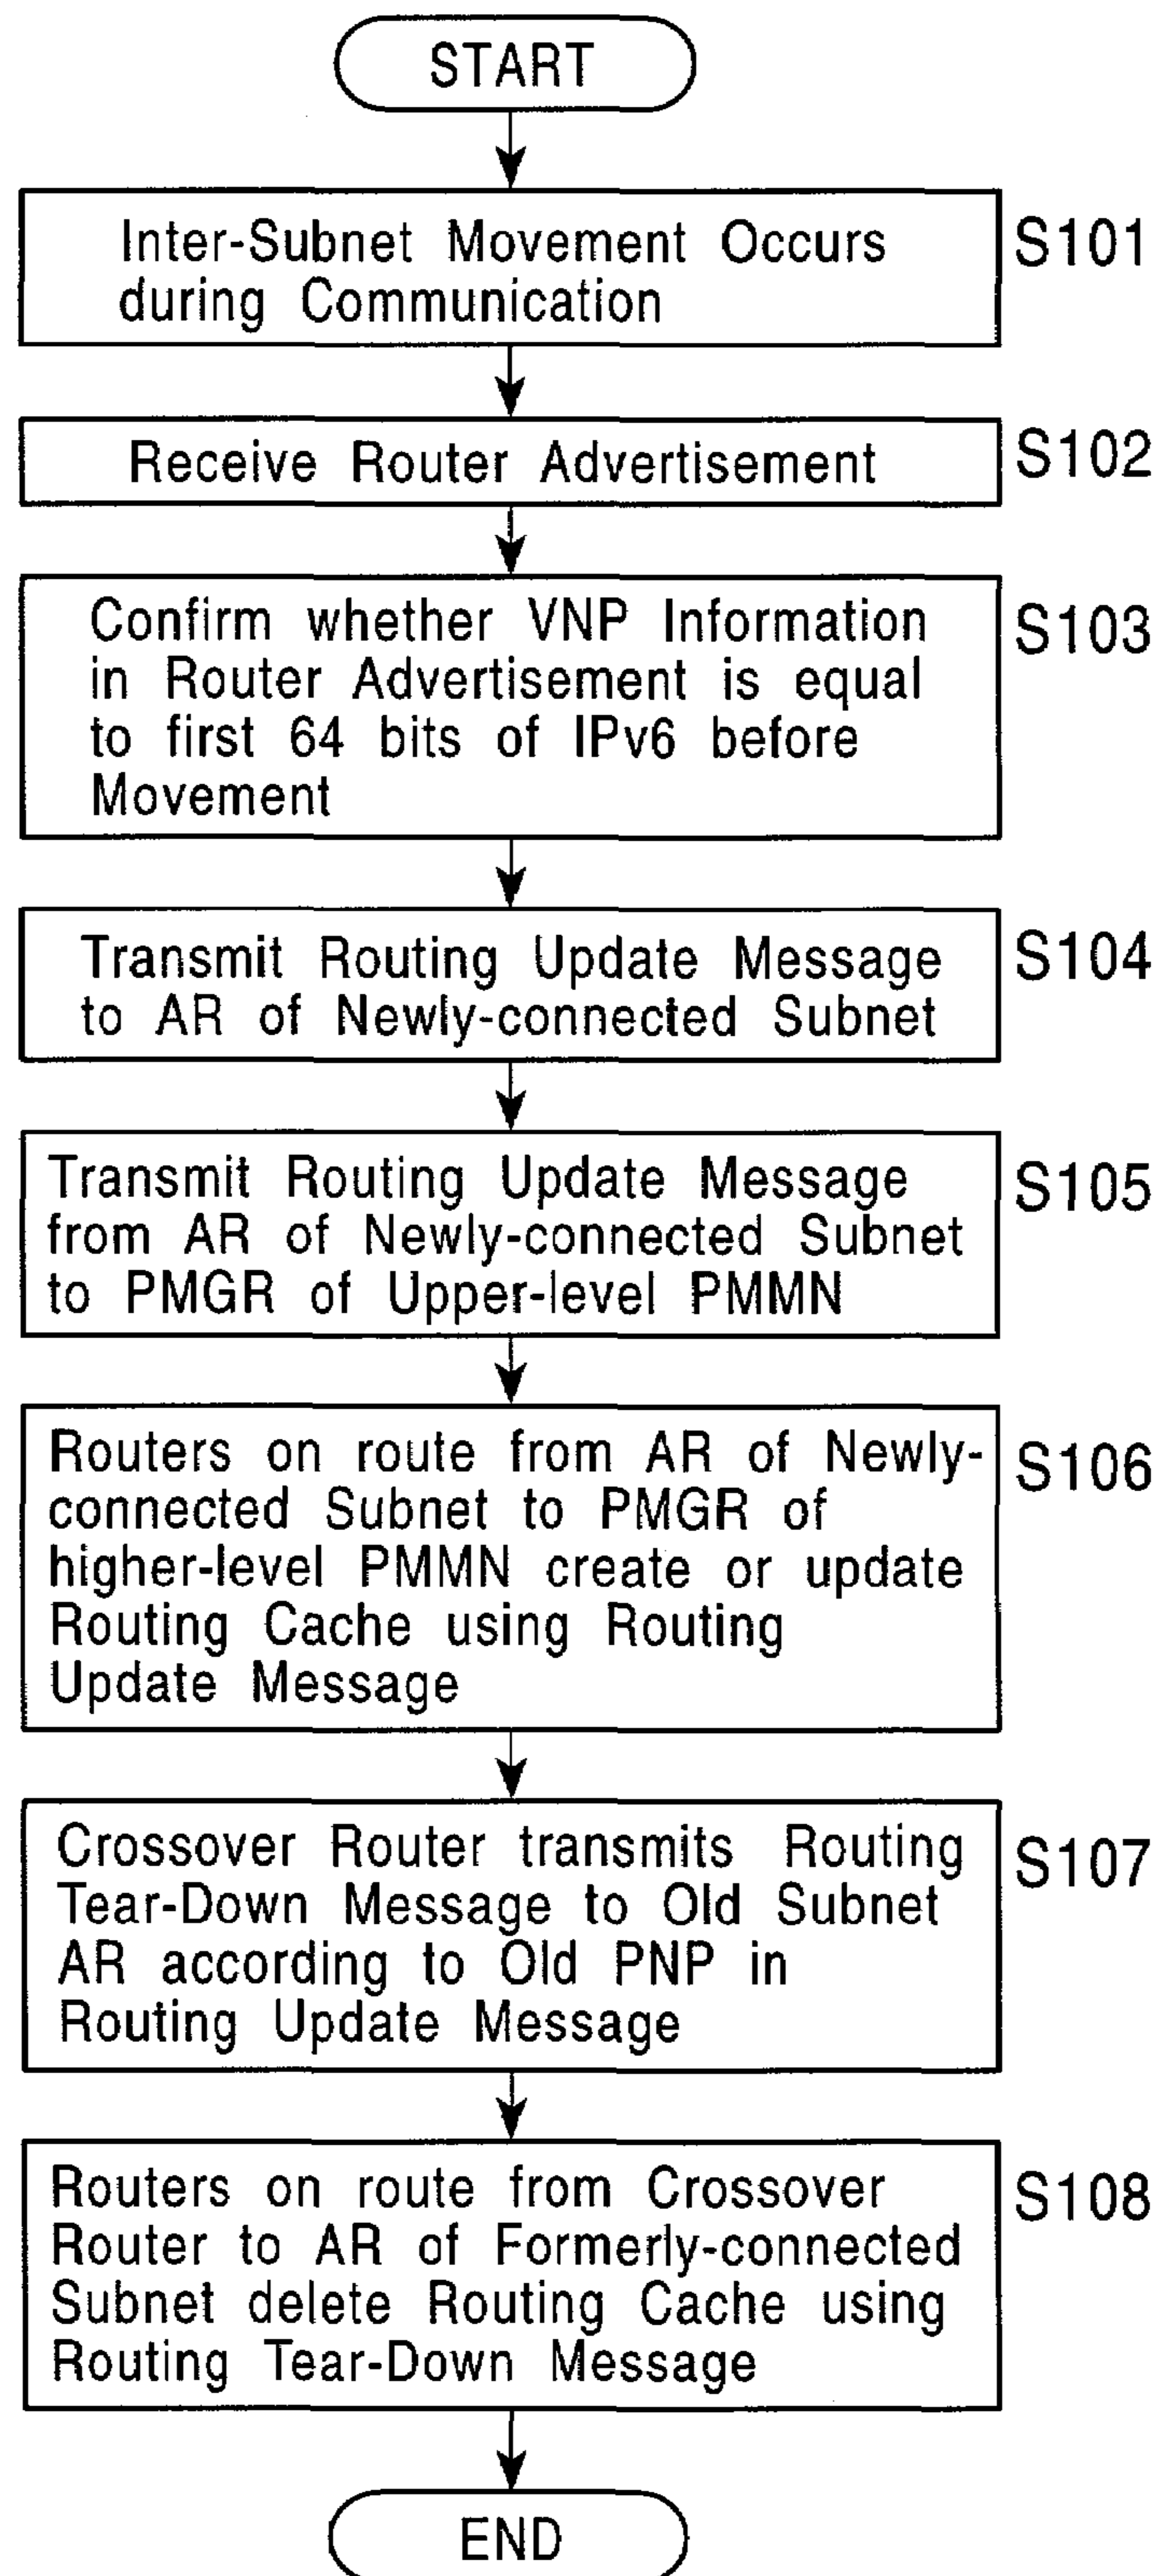 START
Inter-Subnet Movement Occurs
during Communication
S101
Receive Router Advertisement
S102
Confirm whether VNP Information
in Router Advertisement is equal
to first 64 bits of IPv6 before
Movement
S103
Transmit Routing Update Message
to AR of Newly-connected Subnet
S104
Transmit Routing Update Message
from AR of Newly-connected Subnet
to PMGR of Upper-level PMMN
S105
Routers on route from AR of Newly-
connected Subnet to PMGR of
higher-level PMMN create or update
Routing Cache using Routing
Update Message
S106
Crossover Router transmits Routing
Tear-Down Message to Old Subnet
AR according to Old PNP in
Routing Update Message
S107
Routers on route from Crossover
Router to AR of Formerly-connected
Subnet delete Routing Cache using
Routing Tear-Down Message
S108
END